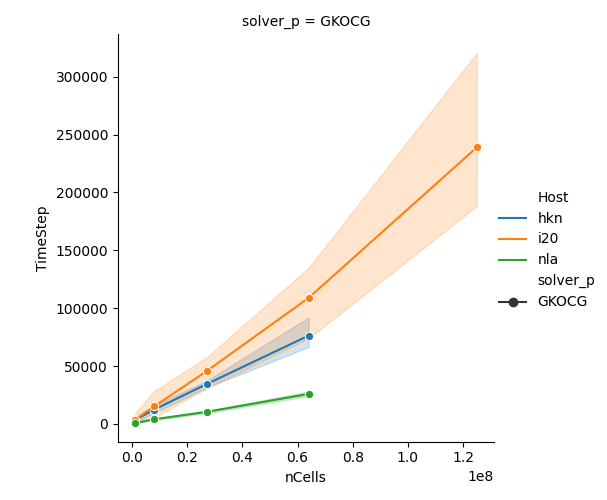 solver_p = GKOCG
300000
250000
200000
150000
100000
50000
0
TimeStep
0.0 0.2 0.4 0.6 0.8 1.0 1.2
1e8
nCells
Host
hkn
i20
nla
solver_p
GKOCG